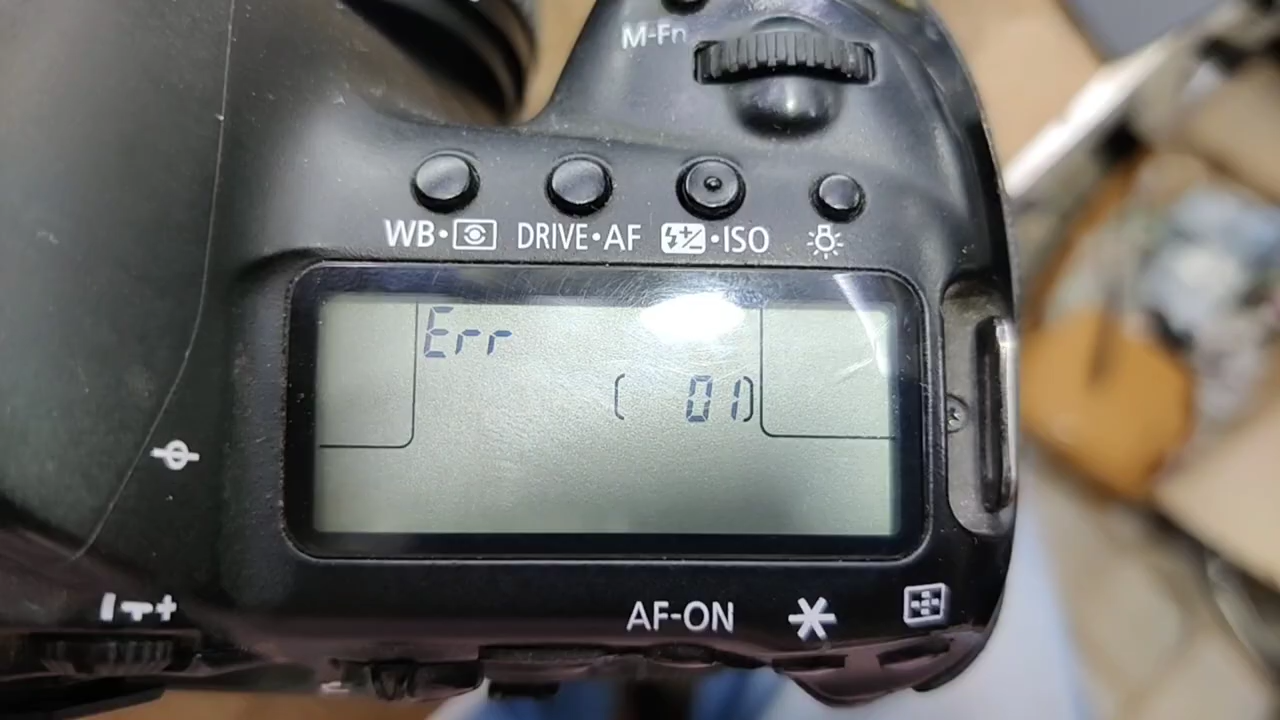 M-Fn
WB• DRIVE•AF •ISO
Err
( 01)
AF-ON